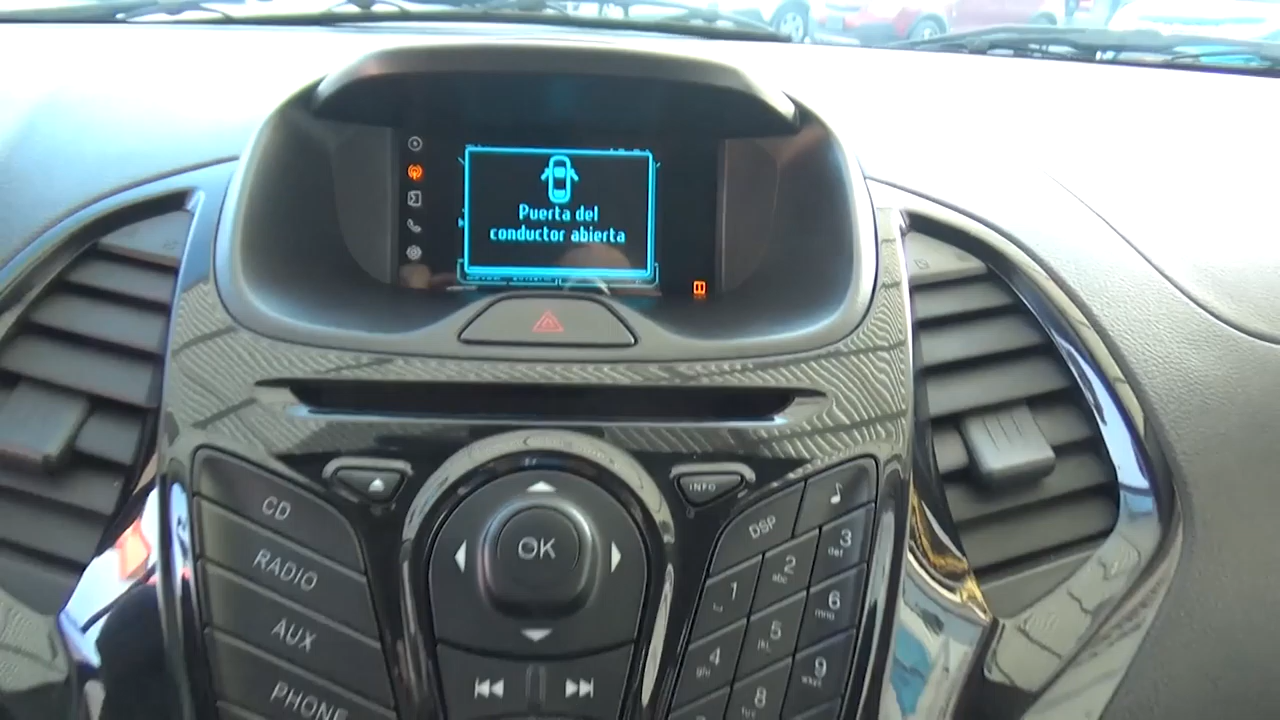 Puerta del
conductor abierta
INFO
CD
RADIO
AUX
PHONE
OK
DSP
1
2
abc
3
def
4
ghi
5
jkl
6
mno
8
tuv
9
wxyz